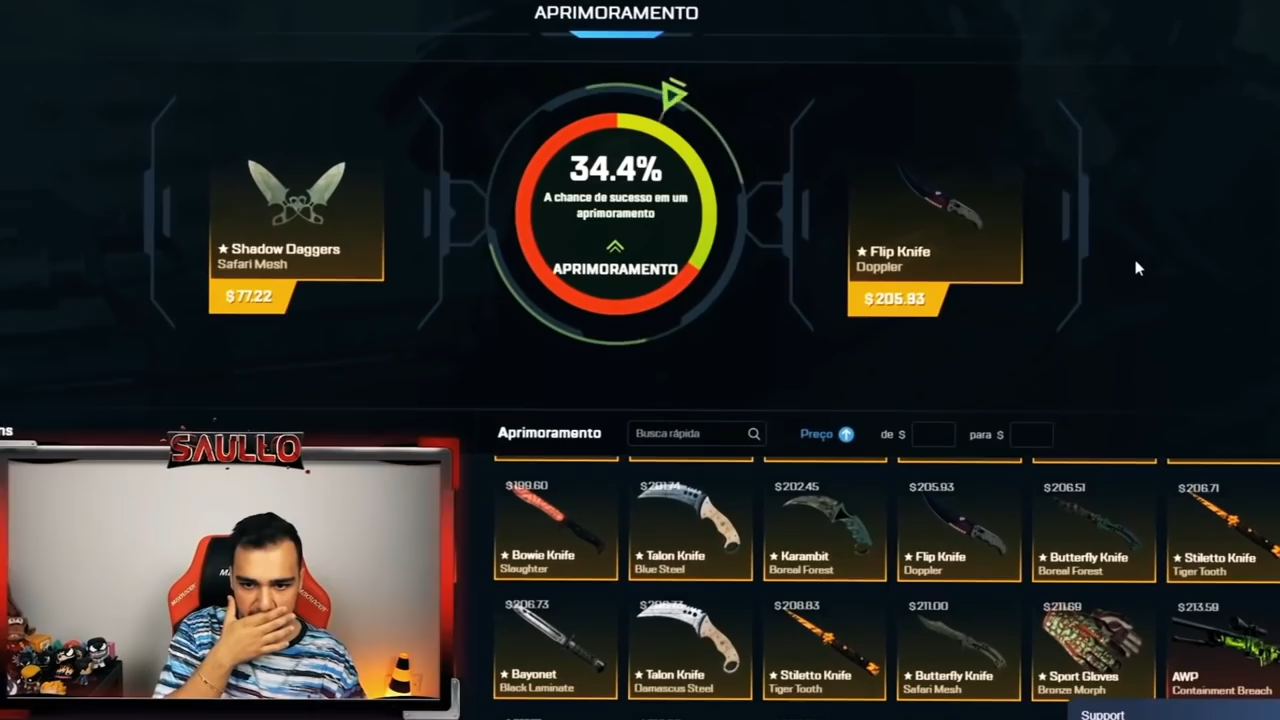 APRIMORAMENTO
34.4%
A chance de sucesso em um
aprimoramento
APRIMORAMENTO
★ Shadow Daggers
Safari Mesh
$77.22
★ Flip Knife
Doppler
$205.93
ns
SAULLO
Aprimoramento
Busca rápida
Preço
de $
para $
$199.60
$202.45
$205.93
$206.51
$206.71
★ Bowie Knife
Slaughter
★ Talon Knife
Blue Steel
★ Karambit
Boreal Forest
★ Flip Knife
Doppler
★ Butterfly Knife
Boreal Forest
★ Stiletto Knife
Tiger Tooth
$206.73
$208.83
$211.00
$211.69
$213.59
★ Bayonet
Black Laminate
★ Talon Knife
Damascus Steel
★ Stiletto Knife
Tiger Tooth
★ Butterfly Knife
Safari Mesh
★ Sport Gloves
Bronze Morph
AWP
Containment Breach
Support